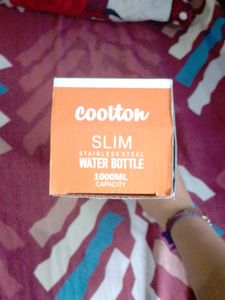 coolton
SLIM
STAINLESS STEEL
WATER BOTTLE
1000ML
CAPACITY